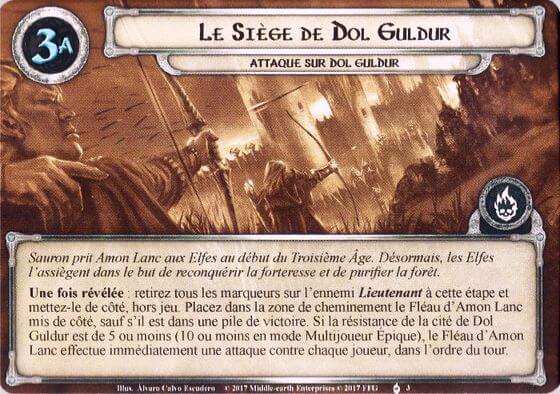 3A
Le Siège de Dol Guldur
Attaque sur Dol Guldur
Sauron prit Amon Lanc aux Elfes au début du Troisième Âge. Désormais, les Elfes
l'assiègent dans le but de reconquérir la forteresse et de purifier la forêt.
Une fois révélée : retirez tous les marqueurs sur l'ennemi Lieutenant à cette étape et
mettez-le de côté, hors jeu. Placez dans la zone de cheminement le Fléau d'Amon Lanc
mis de côté, sauf s'il est dans une pile de victoire. Si la résistance de la cité de Dol
Guldur est de 5 ou moins (10 ou moins en mode Multijoueur Épique), le Fléau d'Amon
Lanc effectue immédiatement une attaque contre chaque joueur, dans l'ordre du tour.
Illus. Álvaro Calvo Escudero © 2017 Middle-earth Enterprises © 2017 FFG 3